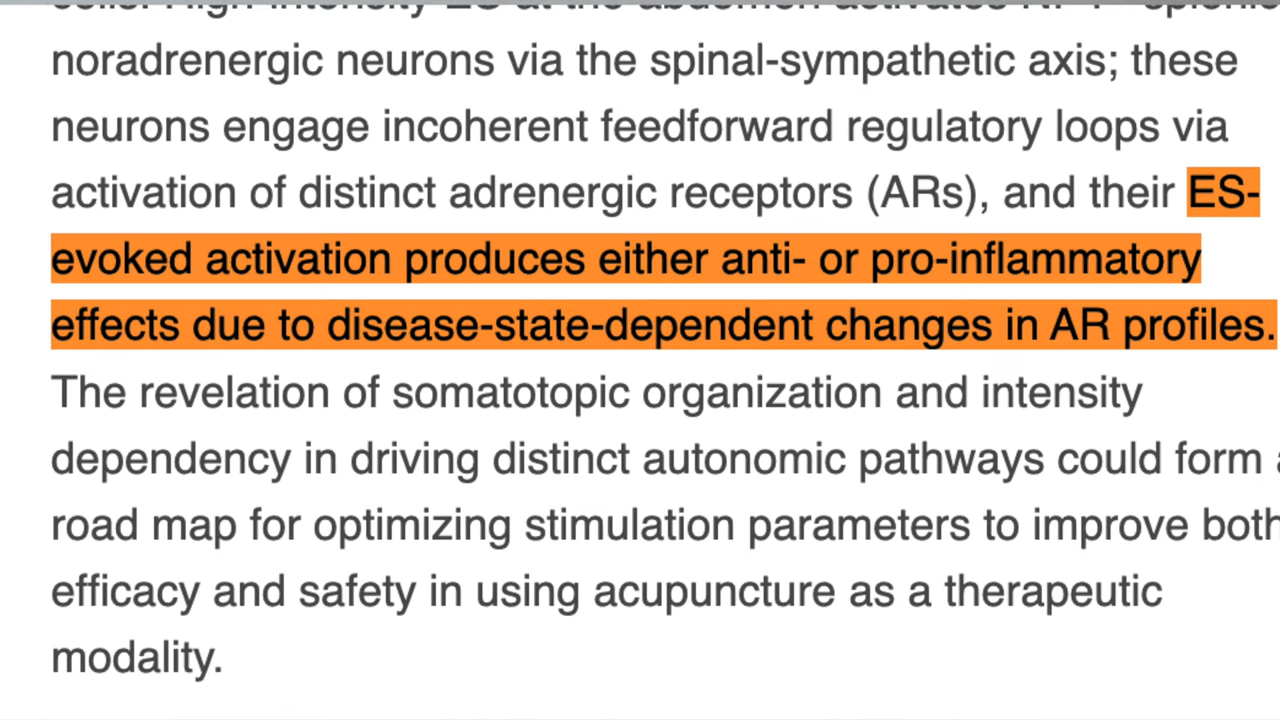 noradrenergic neurons via the spinal-sympathetic axis; these
neurons engage incoherent feedforward regulatory loops via
activation of distinct adrenergic receptors (ARs), and their ES-
evoked activation produces either anti- or pro-inflammatory
effects due to disease-state-dependent changes in AR profiles.
The revelation of somatotopic organization and intensity
dependency in driving distinct autonomic pathways could form
road map for optimizing stimulation parameters to improve both
efficacy and safety in using acupuncture as a therapeutic
modality.